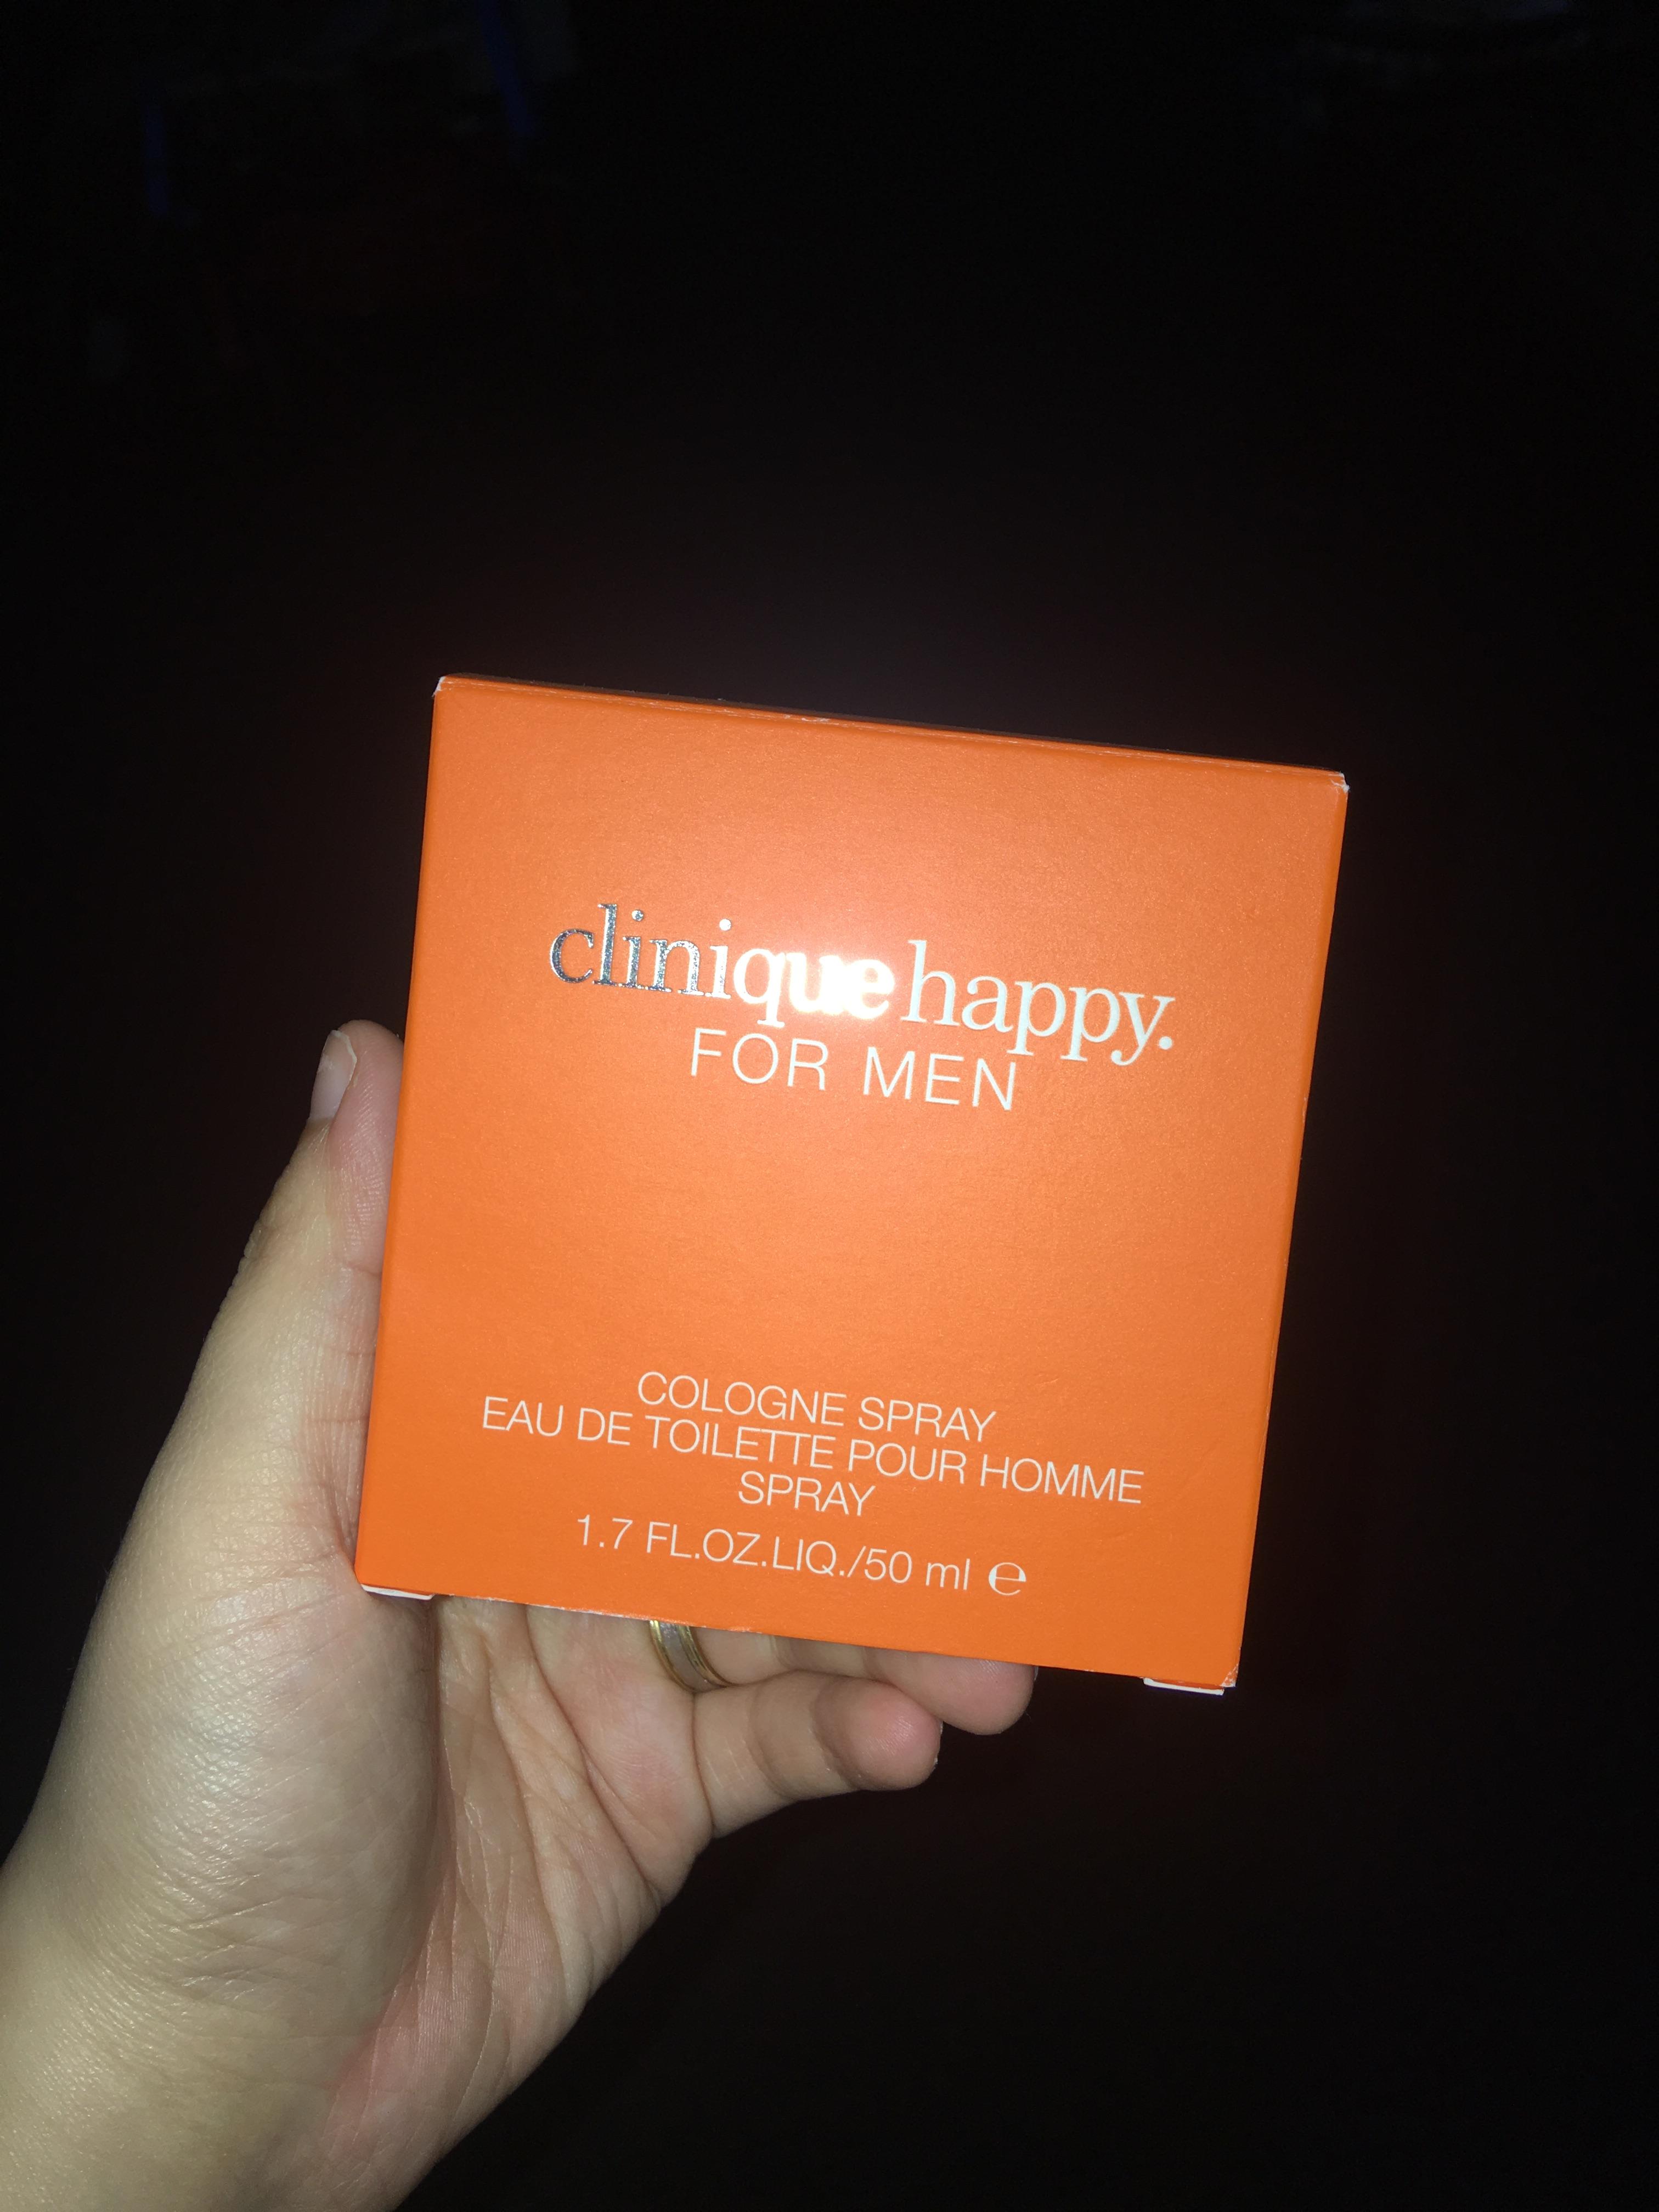 clinique happy.
FOR MEN
COLOGNE SPRAY
EAU DE TOILETTE POUR HOMME
SPRAY
1.7 FL.OZ.LIQ./50 ml ℮